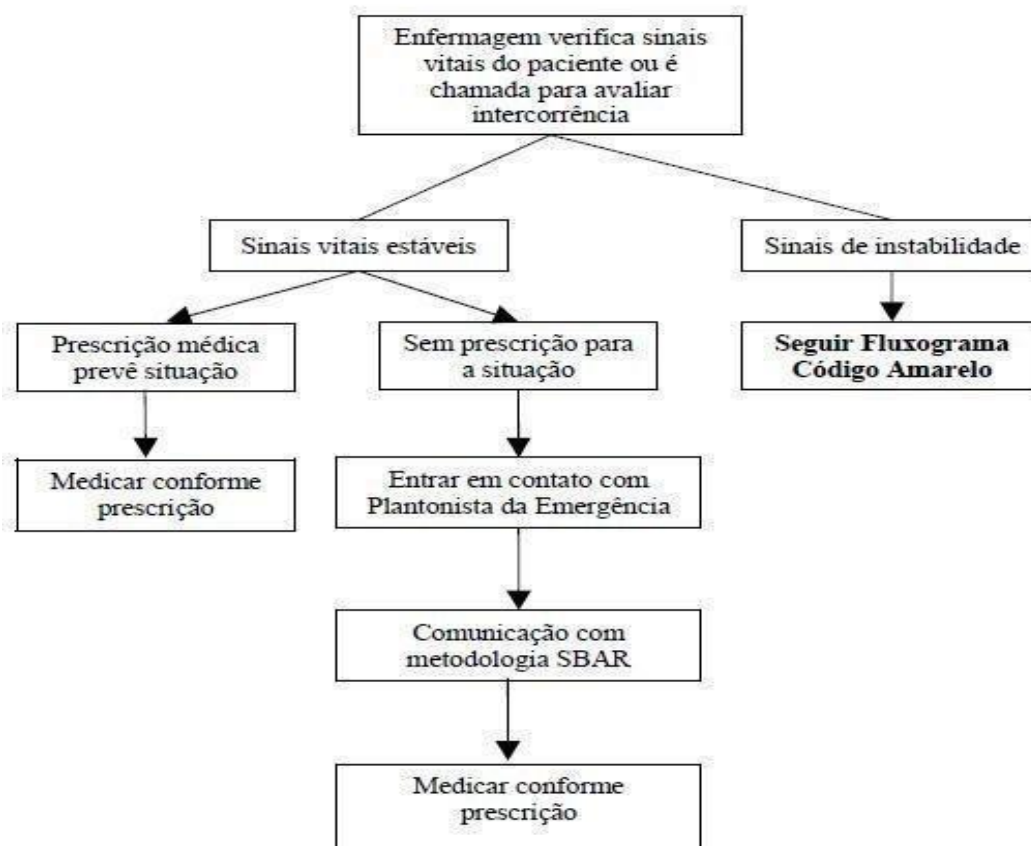 Enfermagem verifica sinais
vitais do paciente ou é
chamada para avaliar
intercorrência
Sinais vitais estáveis
Sinais de instabilidade
Prescrição médica
prevê situação
Sem prescrição para
a situação
Seguir Fluxograma
Código Amarelo
Medicar conforme
prescrição
Entrar em contato com
Plantonista da Emergência
Comunicação com
metodologia SBAR
Medicar conforme
prescrição